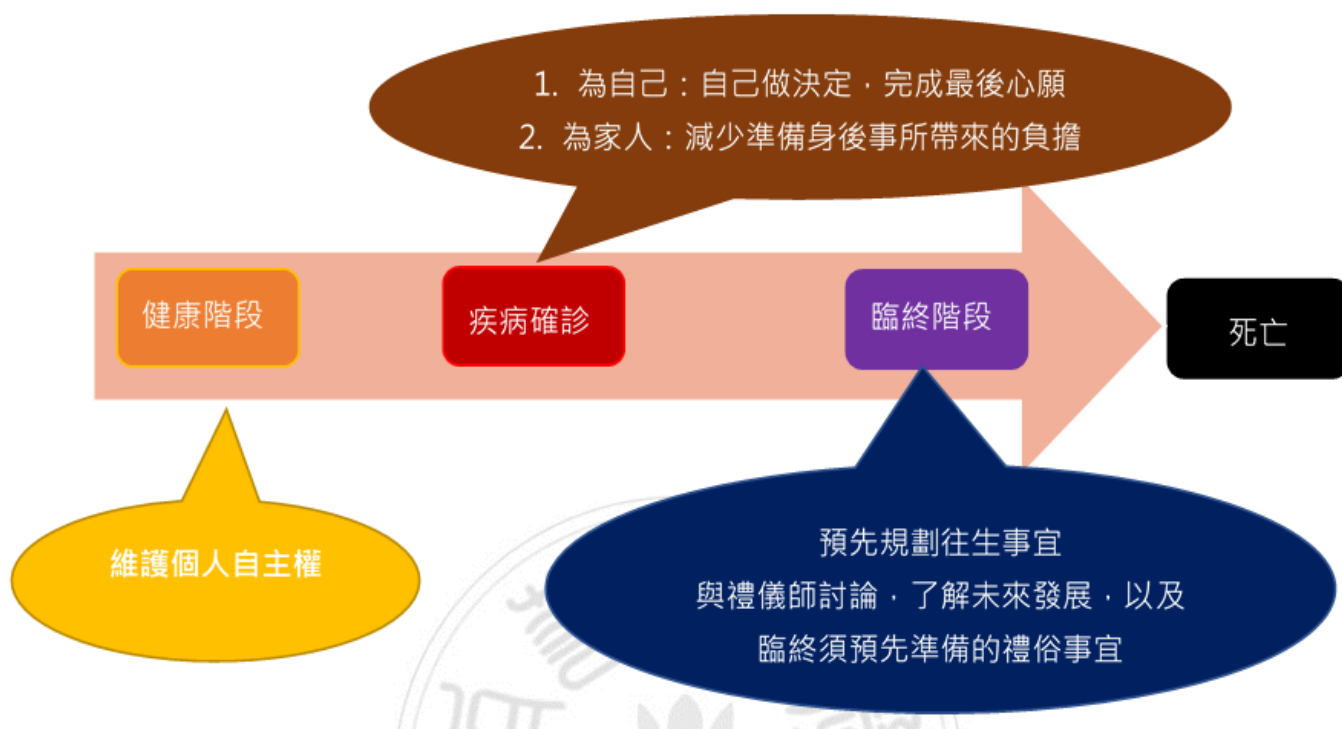 1. 為自己：自己做決定，完成最後心願
2. 為家人：減少準備身後事所帶來的負擔
健康階段
疾病確診
臨終階段
死亡
維護個人自主權
預先規劃往生事宜
與禮儀師討論，了解未來發展，以及
臨終須預先準備的禮俗事宜